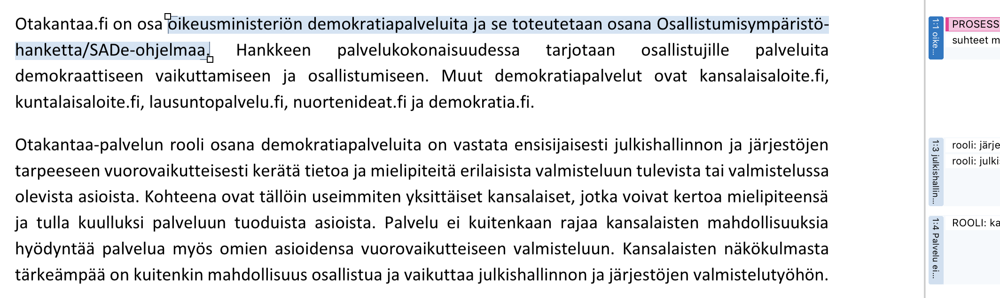 Otakantaa.fi on osa oikeusministeriön demokratiapalveluita ja se toteutetaan osana Osallistumisympäristö-
hanketta/SADe-ohjelmaa. Hankkeen palvelukokonaisuudessa tarjotaan osallistujille palveluita
demokraattiseen vaikuttamiseen ja osallistumiseen. Muut demokratiapalvelut ovat kansalaisaloite.fi,
kuntalaisaloite.fi, lausuntopalvelu.fi, nuortenideat.fi ja demokratia.fi.
Otakantaa-palvelun rooli osana demokratiapalveluita on vastata ensisijaisesti julkishallinnon ja järjestöjen
tarpeeseen vuorovaikutteisesti kerätä tietoa ja mielipiteitä erilaisista valmisteluun tulevista tai valmistelussa
olevista asioista. Kohteena ovat tällöin useimmiten yksittäiset kansalaiset, jotka voivat kertoa mielipiteensä
ja tulla kuulluksi palveluun tuoduista asioista. Palvelu ei kuitenkaan rajaa kansalaisten mahdollisuuksia
hyödyntää palvelua myös omien asioidensa vuorovaikutteiseen valmisteluun. Kansalaisten näkökulmasta
tärkeämpää on kuitenkin mahdollisuus osallistua ja vaikuttaa julkishallinnon ja järjestöjen valmistelutyöhön.
1:1 oike...
PROSESS
suhteet m
1:3 julkishallin...
rooli: järje
rooli: julki
1:4 Palvelu ei...
ROOLI: ka